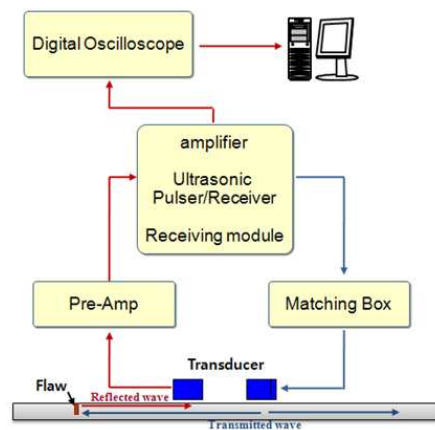 Digital Oscilloscope
amplifier
Ultrasonic
Pulser/Receiver
Receiving module
Pre-Amp
Matching Box
Transducer
Flaw
Reflected wave
Transmitted wave